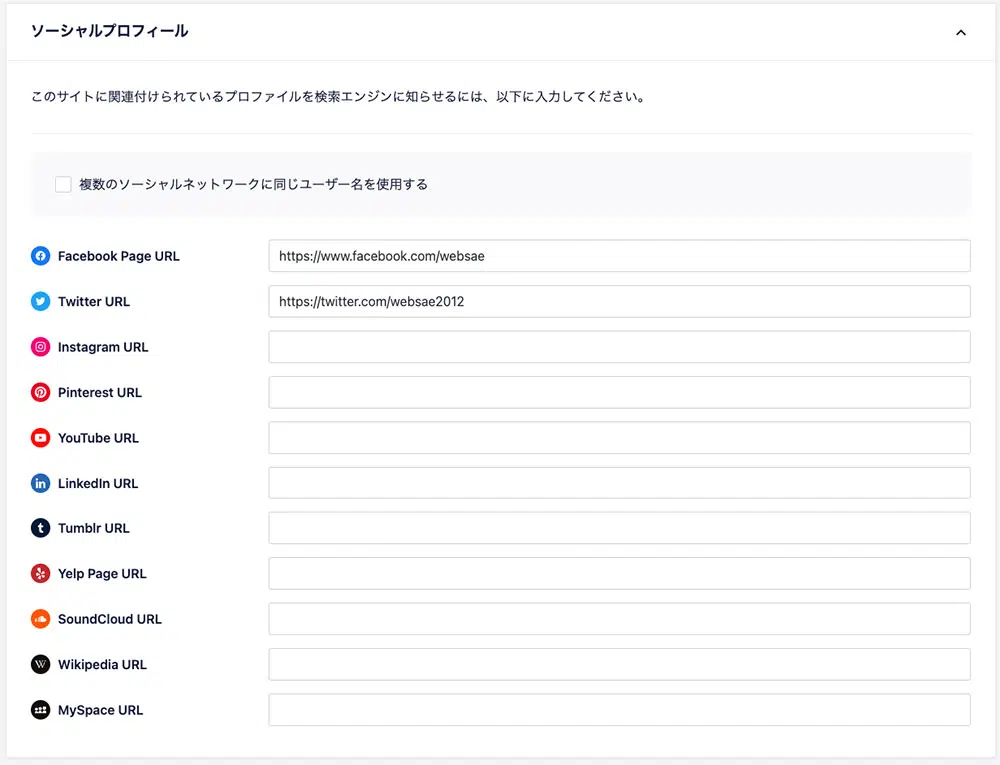 ソーシャルプロフィール
このサイトに関連付けられているプロファイルを検索エンジンに知らせるには、以下に入力してください。
複数のソーシャルネットワークに同じユーザー名を使用する
Facebook Page URL https://www.facebook.com/websae
Twitter URL https://twitter.com/websae2012
Instagram URL
Pinterest URL
YouTube URL
LinkedIn URL
Tumblr URL
Yelp Page URL
SoundCloud URL
Wikipedia URL
MySpace URL